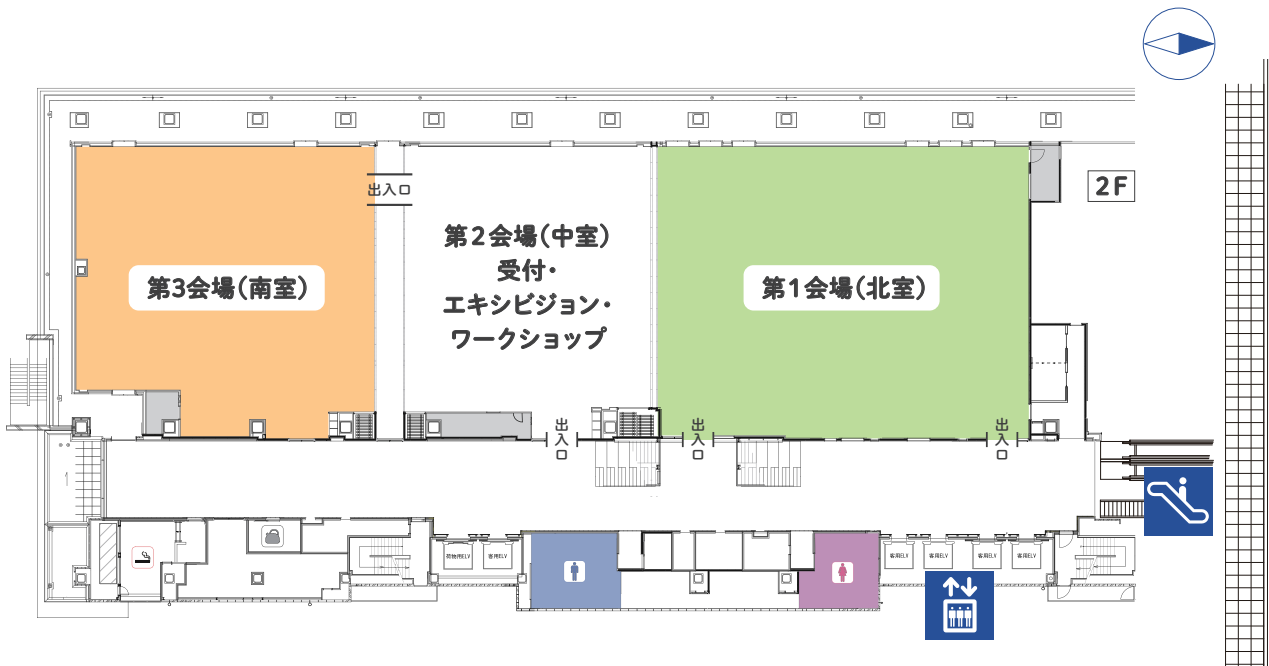 2F
出入口
第2会場(中室)
受付・
エキシビジョン・
ワークショップ
第3会場(南室)
第1会場(北室)
出入口
出入口
出入口
荷物用ELV
客用ELV
客用ELV
客用ELV
客用ELV
客用ELV